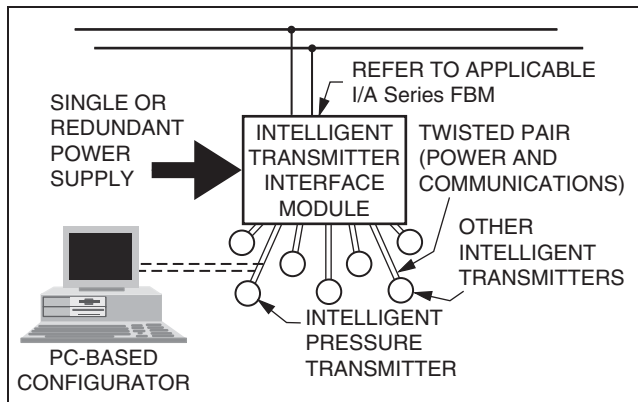 REFER TO APPLICABLE
I/A Series FBM
SINGLE OR
REDUNDANT
POWER
SUPPLY
INTELLIGENT
TRANSMITTER
INTERFACE
MODULE
TWISTED PAIR
(POWER AND
COMMUNICATIONS)
OTHER
INTELLIGENT
TRANSMITTERS
INTELLIGENT
PRESSURE
TRANSMITTER
PC-BASED
CONFIGURATOR